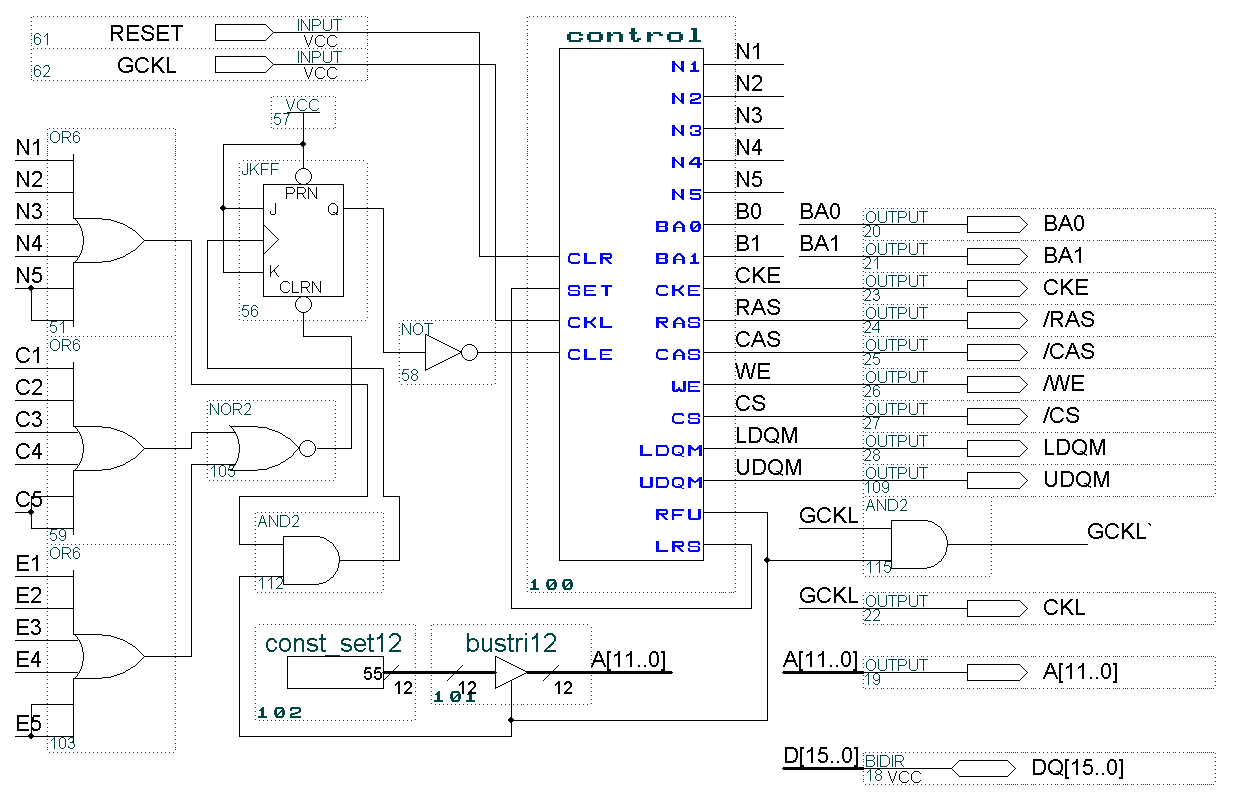 61 RESET INPUT VCC
62 GCKL INPUT VCC
VCC
57
OR6
N1
N2
N3
N4
N5
51
JKFF
PRN
J Q
K
CLRN
56
NOT
58
OR6
C1
C2
C3
C4
C5
59
NOR2
105
OR6
E1
E2
E3
E4
E5
103
AND2
112
const_set12
55 12
102
bustri12
12 12
101
A[11..0]
control
N1 N1
N2 N2
N3 N3
N4 N4
N5 N5
BA0 B0
CLR BA1 B1
SET CKE CKE
CKL RAS RAS
CLE CAS CAS
WE WE
CS CS
LDQM LDQM
UDQM UDQM
RFU
LRS
100
BA0 OUTPUT 20 BA0
BA1 OUTPUT 21 BA1
OUTPUT 23 CKE
OUTPUT 24 /RAS
OUTPUT 25 /CAS
OUTPUT 26 /WE
OUTPUT 27 /CS
OUTPUT 28 LDQM
OUTPUT 109 UDQM
AND2
GCKL GCKL`
115
GCKL OUTPUT 22 CKL
A[11..0] OUTPUT 19 A[11..0]
D[15..0] BIDIR 18 VCC DQ[15..0]